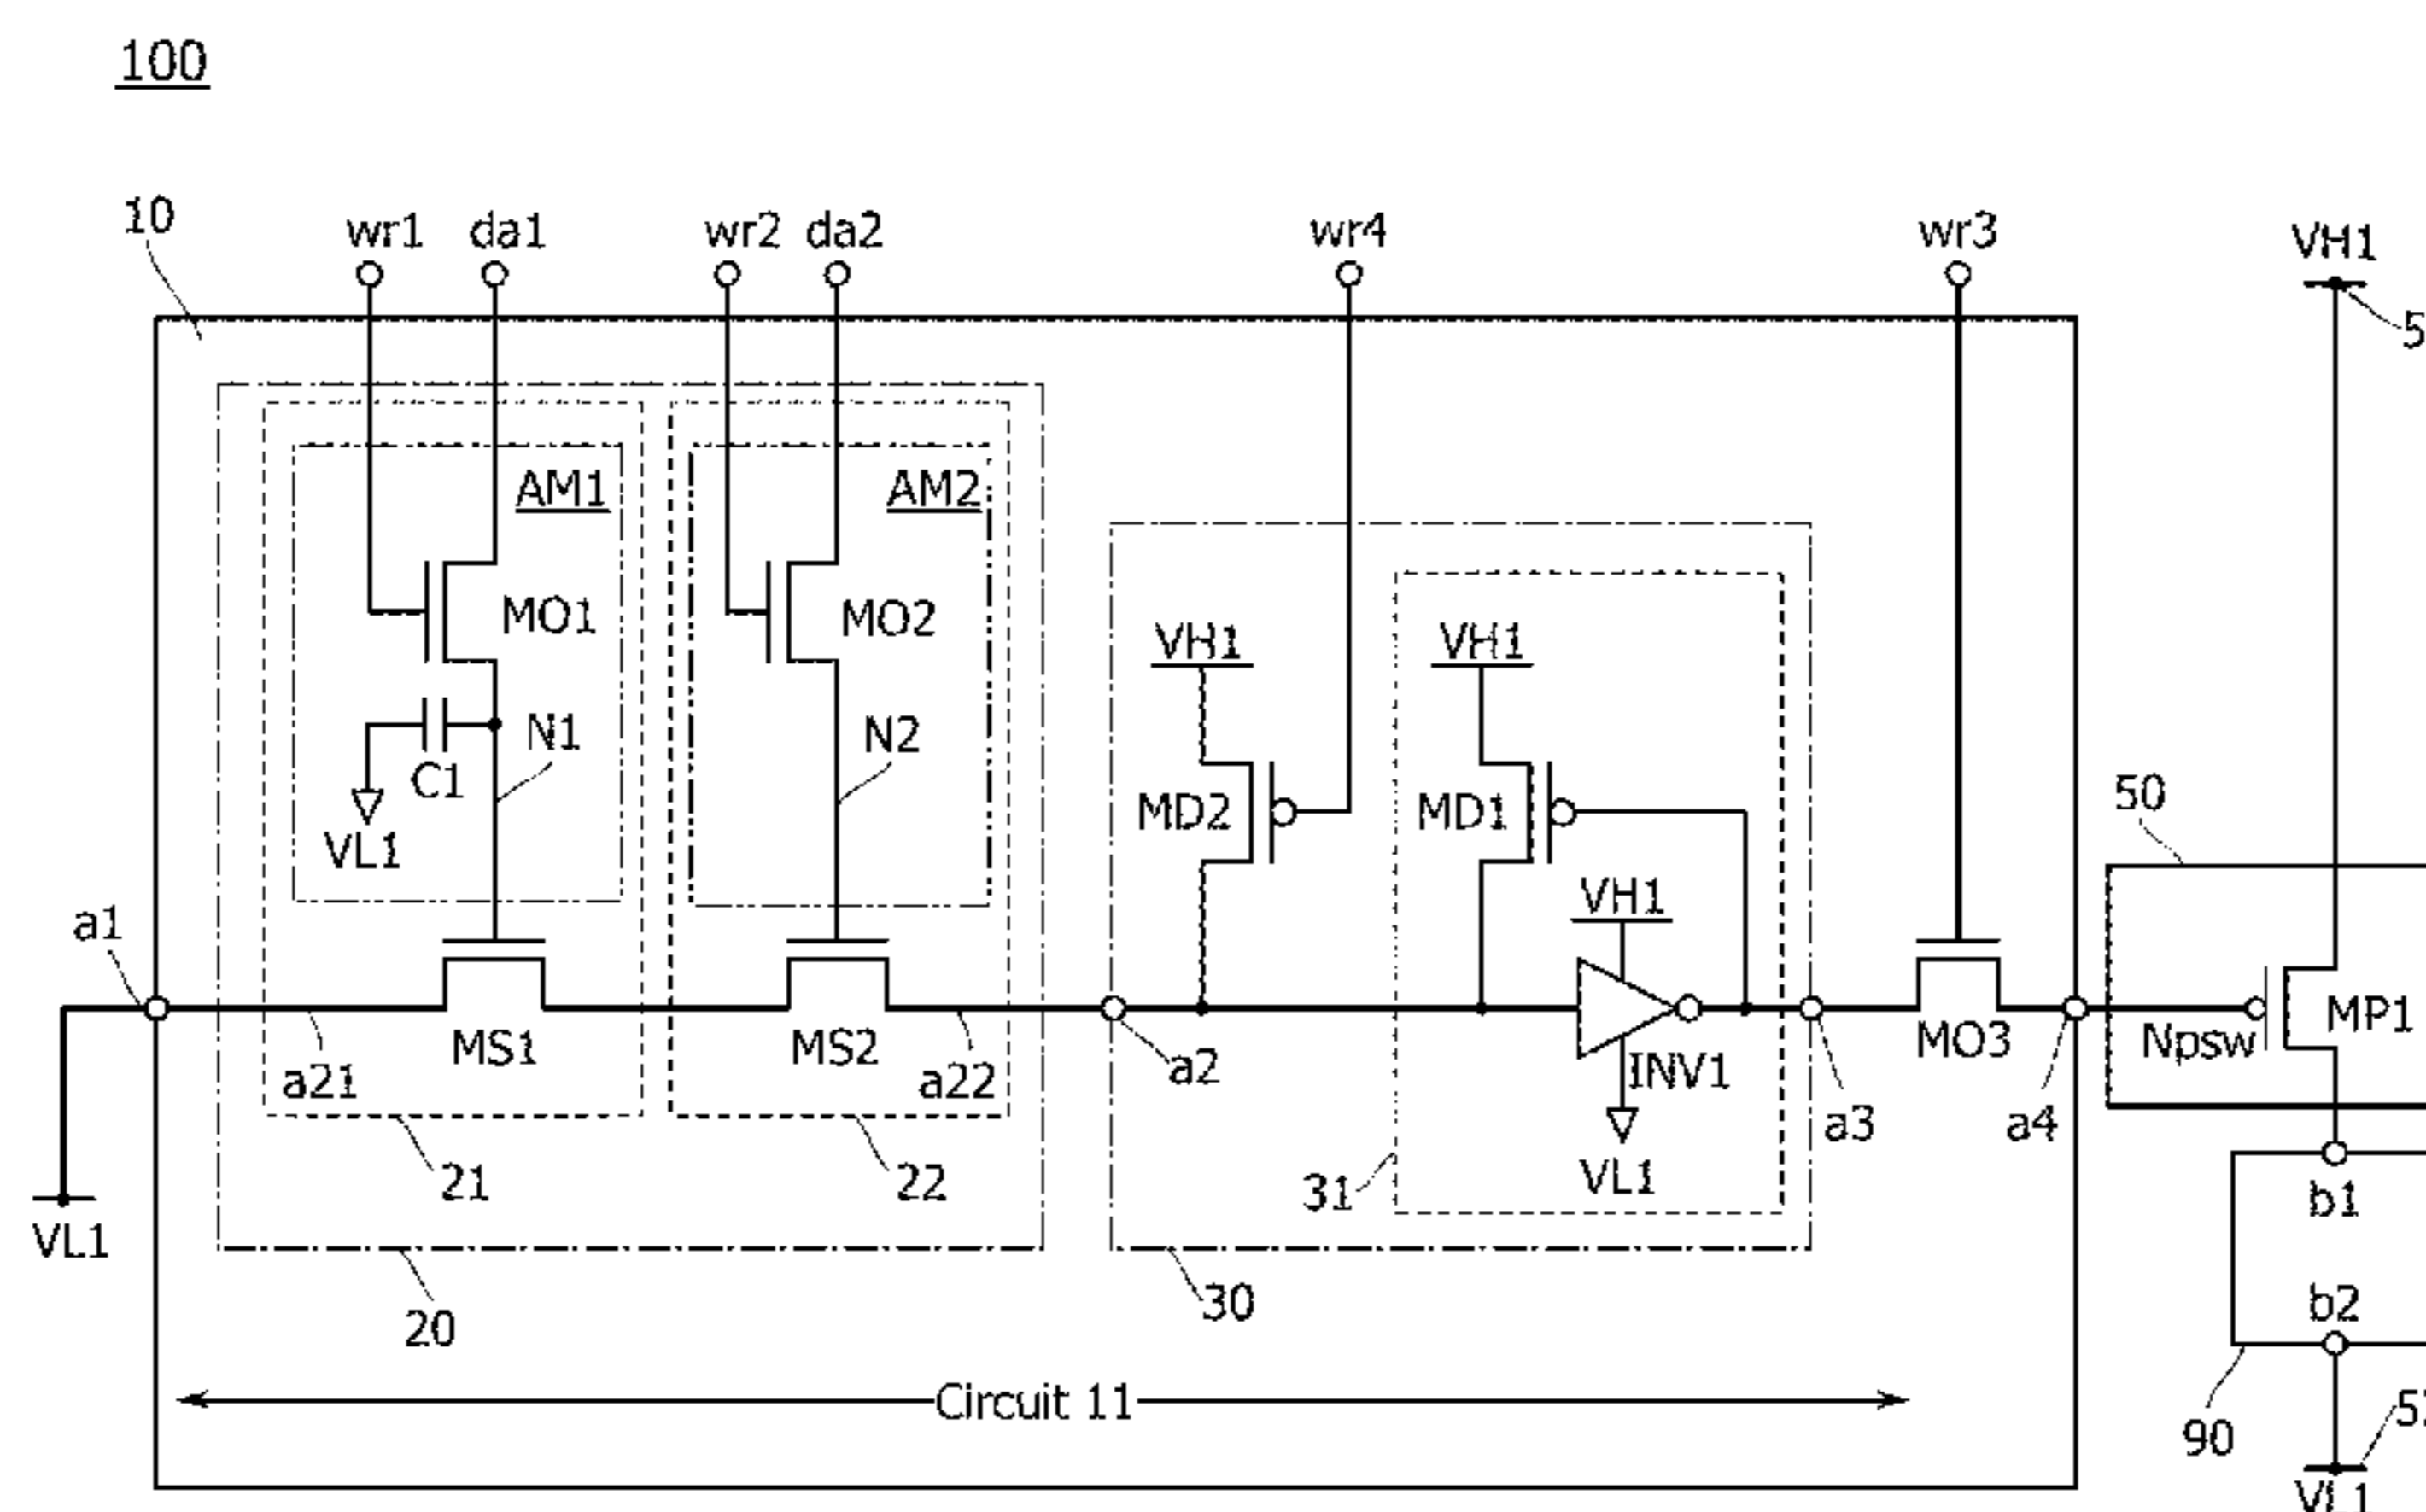 100
10
wr1 da1 wr2 da2 wr4 wr3
VH1
5
AM1 AM2
MO1 MO2
VH1 VH1
N1 N2
C1
MD2 MD1
50
VL1
VH1
a1
MS1 MS2
a21 a22 a2
INV1
MO3 Npsw MP1
a3 a4
21 22
31 VL1
b1
VL1
20 30
b2
Circuit 11
90
VL1